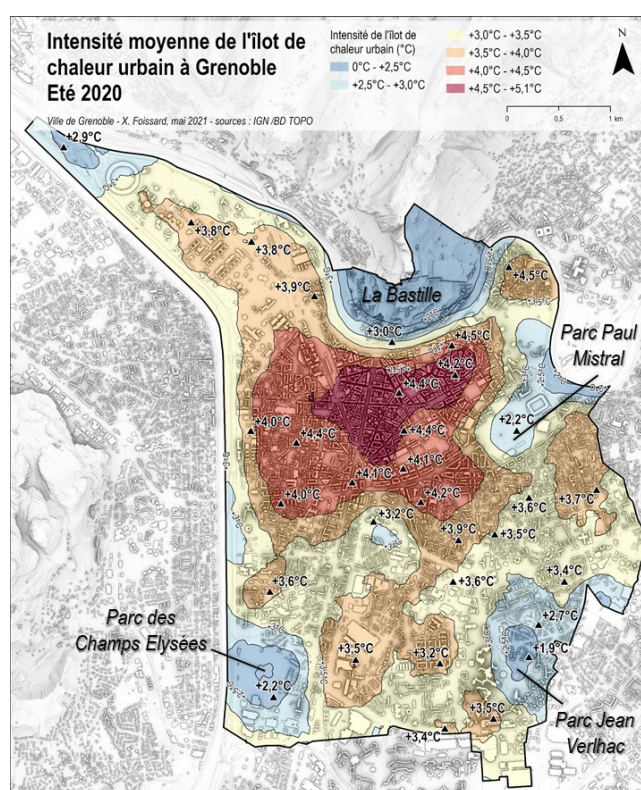 Intensité moyenne de l'îlot de
chaleur urbain à Grenoble
Eté 2020
Ville de Grenoble - X. Foissard, mai 2021 - sources : IGN /BD TOPO
Intensité de l'îlot de
chaleur urbain (°C)
0°C - +2,5°C
+2,5°C - +3,0°C
+3,0°C - +3,5°C
+3,5°C - +4,0°C
+4,0°C - +4,5°C
+4,5°C - +5,1°C
N
0 0,5 1 km
+2,9°C
+3,8°C
+3,8°C
+4,5°C
+3,9°C
La Bastille
+3,0°C
Parc Paul
Mistral
+4,5°C
+4,2°C
+4,4°C
+2,2°C
+4,0°C
+4,4°C
+4,4°C
+4,1°C
+4,1°C
+4,0°C
+4,2°C
+3,7°C
+3,6°C
+3,2°C
+3,9°C
+3,5°C
+3,6°C
+3,6°C
+3,4°C
Parc des
Champs Elysées
+2,7°C
+3,5°C
+3,2°C
+1,9°C
+2,2°C
+3,5°C
+3,4°C
Parc Jean
Verlhac